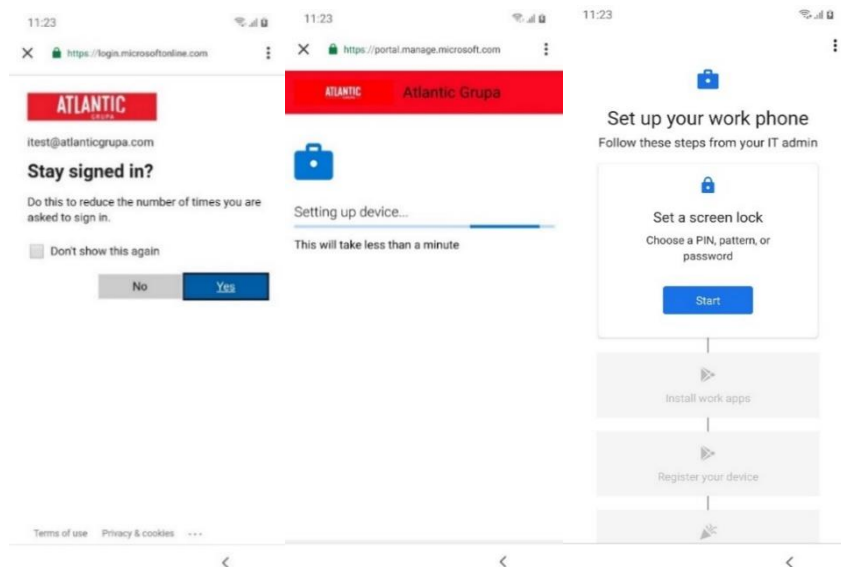 11:23
https://login.microsoftonline.com
ATLANTIC
GRUPA
itest@atlanticgrupa.com
Stay signed in?
Do this to reduce the number of times you are
asked to sign in.
Don't show this again
No
Yes
Terms of use Privacy & cookies ...
11:23
https://portal.manage.microsoft.com
ATLANTIC
GRUPA
Atlantic Grupa
Setting up device...
This will take less than a minute
11:23
Set up your work phone
Follow these steps from your IT admin
Set a screen lock
Choose a PIN, pattern, or
password
Start
Install work apps
Register your device